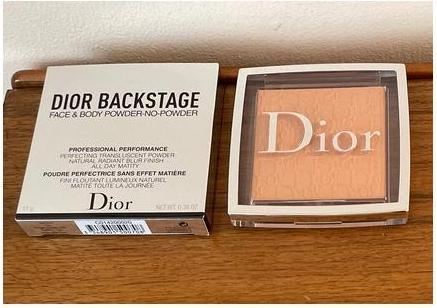 DIOR BACKSTAGE
FACE & BODY POWDER-NO-POWDER
PROFESSIONAL PERFORMANCE
PERFECTING TRANSLUCENT POWDER
NATURAL RADIANT BLUR FINISH
ALL-DAY MATITY
POUDRE PERFECTRICE SANS EFFET MATIÈRE
FINI FLOUTANT LUMINEUX NATUREL
MATITÉ TOUTE LA JOURNÉE
Dior
NET WT. 0.38 OZ
Dior